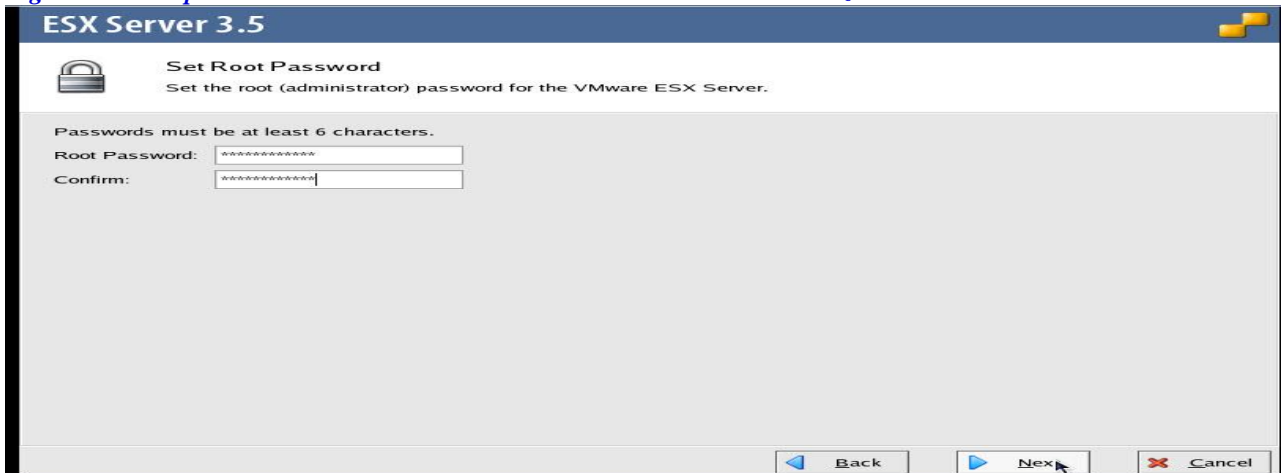 ESX Server 3.5
Set Root Password
Set the root (administrator) password for the VMware ESX Server.
Passwords must be at least 6 characters.
Root Password: ************
Confirm: ************
Back Next Cancel